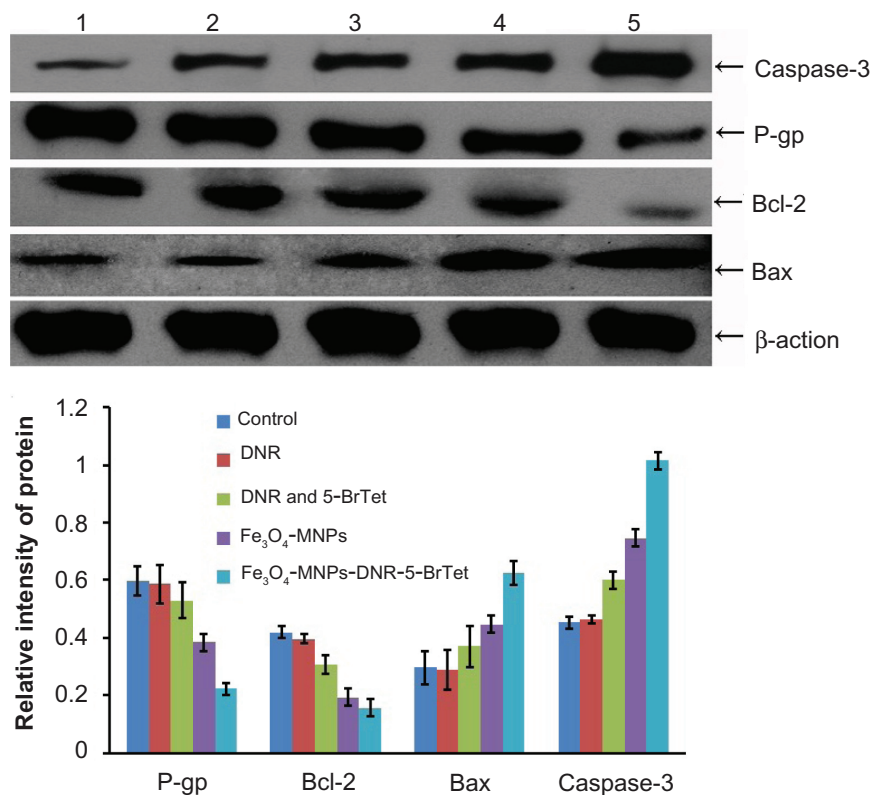 1 2 3 4 5
← Caspase-3
← P-gp
← Bcl-2
← Bax
← β-action
Relative intensity of protein
1.2
1
0.8
0.6
0.4
0.2
0
Control
DNR
DNR and 5-BrTet
Fe₃O₄-MNPs
Fe₃O₄-MNPs-DNR-5-BrTet
P-gp Bcl-2 Bax Caspase-3